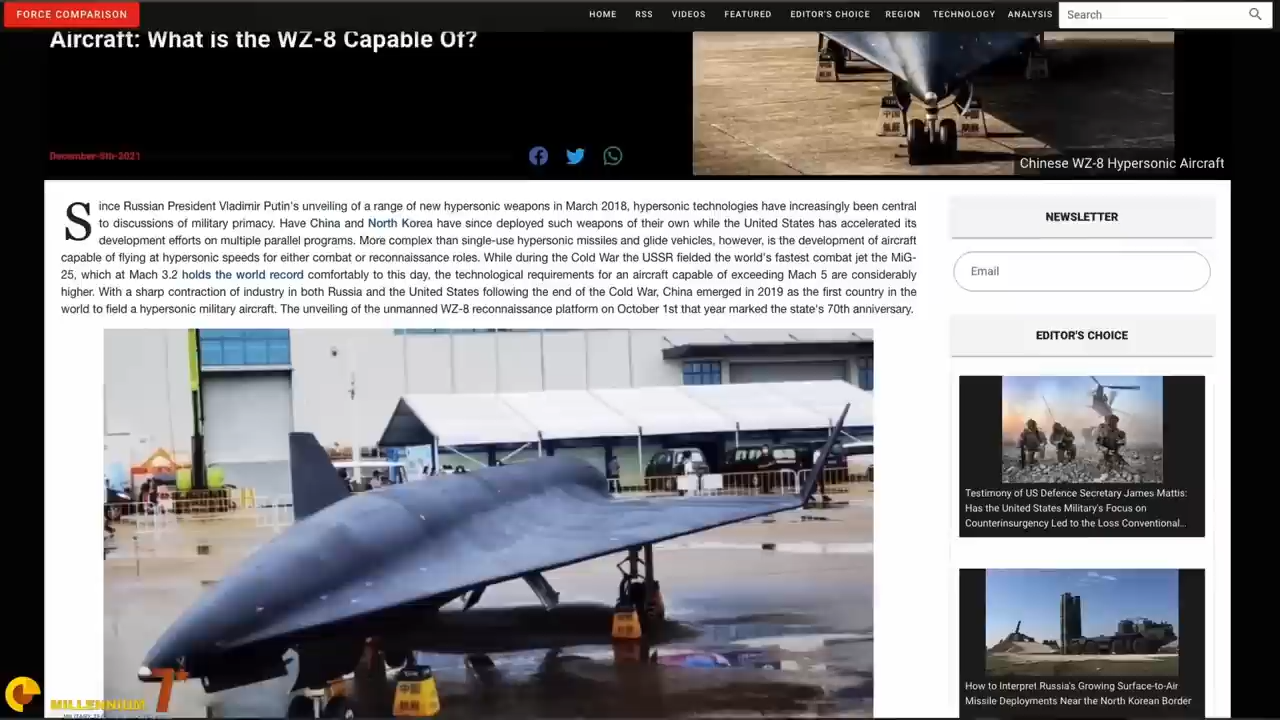 FORCE COMPARISON
HOME
RSS
VIDEOS
FEATURED
EDITOR'S CHOICE
REGION
TECHNOLOGY
ANALYSIS
Search
Aircraft: What is the WZ-8 Capable Of?
December-5th-2021
Chinese WZ-8 Hypersonic Aircraft
Since Russian President Vladimir Putin's unveiling of a range of new hypersonic weapons in March 2018, hypersonic technologies have increasingly been central
to discussions of military primacy. Have China and North Korea have since deployed such weapons of their own while the United States has accelerated its
development efforts on multiple parallel programs. More complex than single-use hypersonic missiles and glide vehicles, however, is the development of aircraft
capable of flying at hypersonic speeds for either combat or reconnaissance roles. While during the Cold War the USSR fielded the world's fastest combat jet the MiG-
25, which at Mach 3.2 holds the world record comfortably to this day, the technological requirements for an aircraft capable of exceeding Mach 5 are considerably
higher. With a sharp contraction of industry in both Russia and the United States following the end of the Cold War, China emerged in 2019 as the first country in the
world to field a hypersonic military aircraft. The unveiling of the unmanned WZ-8 reconnaissance platform on October 1st that year marked the state's 70th anniversary.
中国
中国
中国
NEWSLETTER
Email
EDITOR'S CHOICE
Testimony of US Defence Secretary James Mattis:
Has the United States Military's Focus on
Counterinsurgency Led to the Loss Conventional...
How to Interpret Russia's Growing Surface-to-Air
Missile Deployments Near the North Korean Border
MILLENNIUM 7*